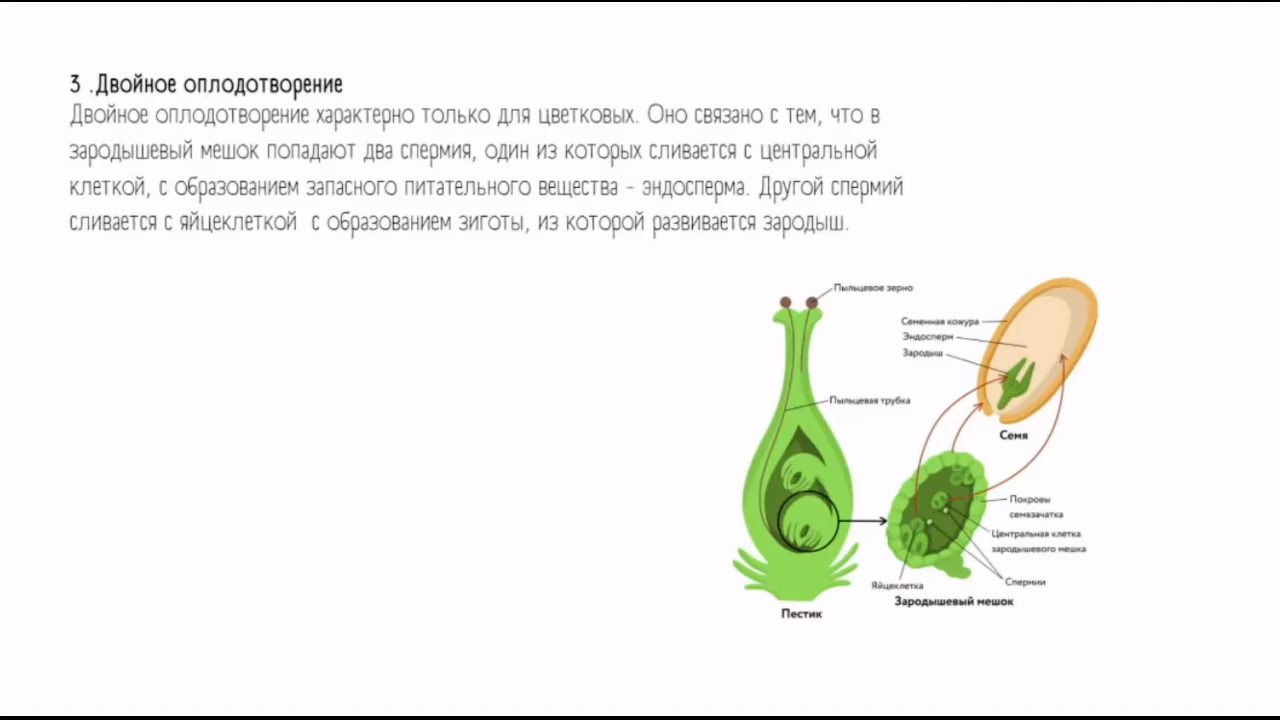 3 .Двойное оплодотворение
Двойное оплодотворение характерно только для цветковых. Оно связано с тем, что в
зародышевый мешок попадают два спермия, один из которых сливается с центральной
клеткой, с образованием запасного питательного вещества - эндосперма. Другой спермий
сливается с яйцеклеткой с образованием зиготы, из которой развивается зародыш.
Пыльцевое зерно
Семенная кожура
Эндосперм
Зародыш
Пыльцевая трубка
Семя
Покровы
семязачатка
Центральная клетка
зародышевого мешка
Спермии
Яйцеклетка
Зародышевый мешок
Пестик